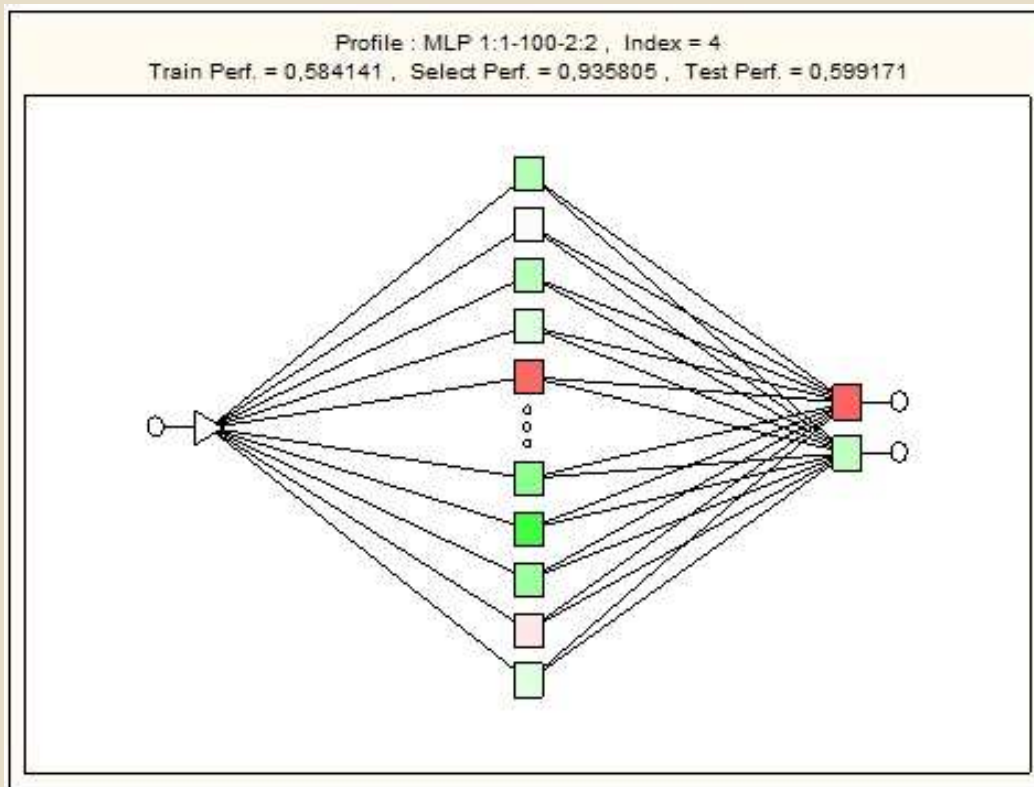 Profile : MLP 1:1-100-2:2 , Index = 4
Train Perf. = 0,584141 , Select Perf. = 0,935805 , Test Perf. = 0,599171